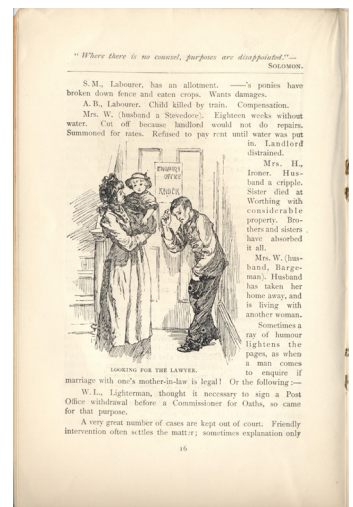 " Where there is no counsel, purposes are disappointed."—
SOLOMON.
S. M., Labourer, has an allotment. ——'s ponies have
broken down fence and eaten crops. Wants damages.
A. B., Labourer. Child killed by train. Compensation.
Mrs. W. (husband a Stevedore). Eighteen weeks without
water. Cut off because landlord would not do repairs.
Summoned for rates. Refused to pay rent until water was put
in. Landlord
distrained.
Mrs. H.,
Ironer. Hus-
band a cripple.
Sister died at
Worthing with
considerable
property. Bro-
thers and sisters
have absorbed
it all.
Mrs. W. (hus-
band, Barge-
man). Husband
has taken her
home away, and
is living with
another woman.
Sometimes a
ray of humour
lightens the
pages, as when
a man comes
to enquire if
ENQUIRY
OFFICE
KNOCK
LOOKING FOR THE LAWYER.
marriage with one's mother-in-law is legal! Or the following :—
W. L., Lighterman, thought it necessary to sign a Post
Office withdrawal before a Commissioner for Oaths, so came
for that purpose.
A very great number of cases are kept out of court. Friendly
intervention often settles the matter; sometimes explanation only
16